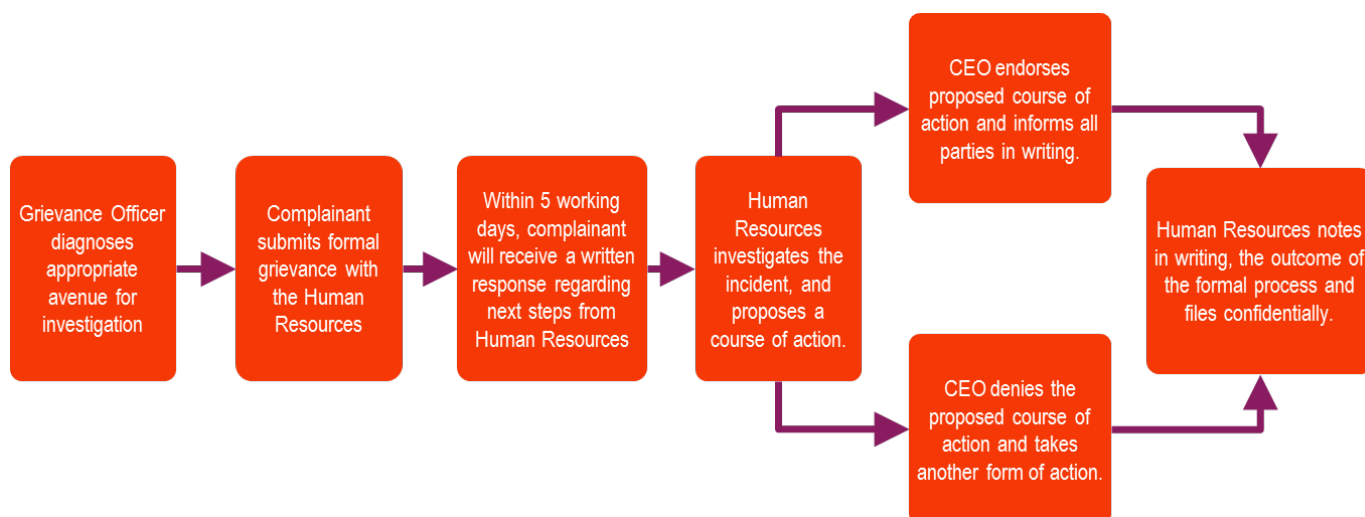 Grievance Officer
diagnoses
appropriate
avenue for
investigation
Complainant
submits formal
grievance with
the Human
Resources
Within 5 working
days, complainant
will receive a written
response regarding
next steps from
Human Resources
Human
Resources
investigates the
incident, and
proposes a
course of action.
CEO endorses
proposed course of
action and informs all
parties in writing.
CEO denies the
proposed course of
action and takes
another form of action.
Human Resources notes
in writing, the outcome of
the formal process and
files confidentially.